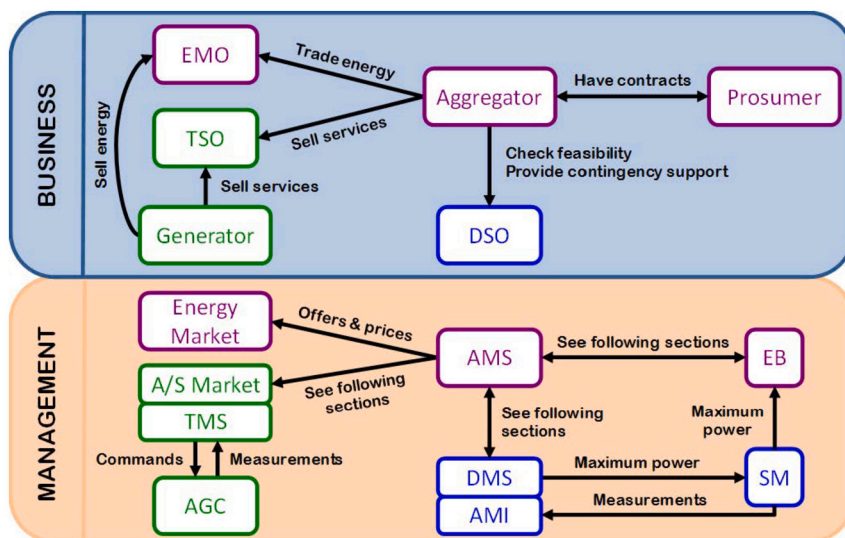 BUSINESS
EMO
Trade energy
Aggregator
Have contracts
Prosumer
Sell energy
TSO
Sell services
Sell services
Check feasibility
Provide contingency support
Generator
DSO
MANAGEMENT
Energy
Market
Offers & prices
AMS
See following sections
EB
A/S Market
See following
sections
TMS
See following
sections
Maximum
power
Commands
Measurements
DMS
Maximum power
SM
AGC
AMI
Measurements